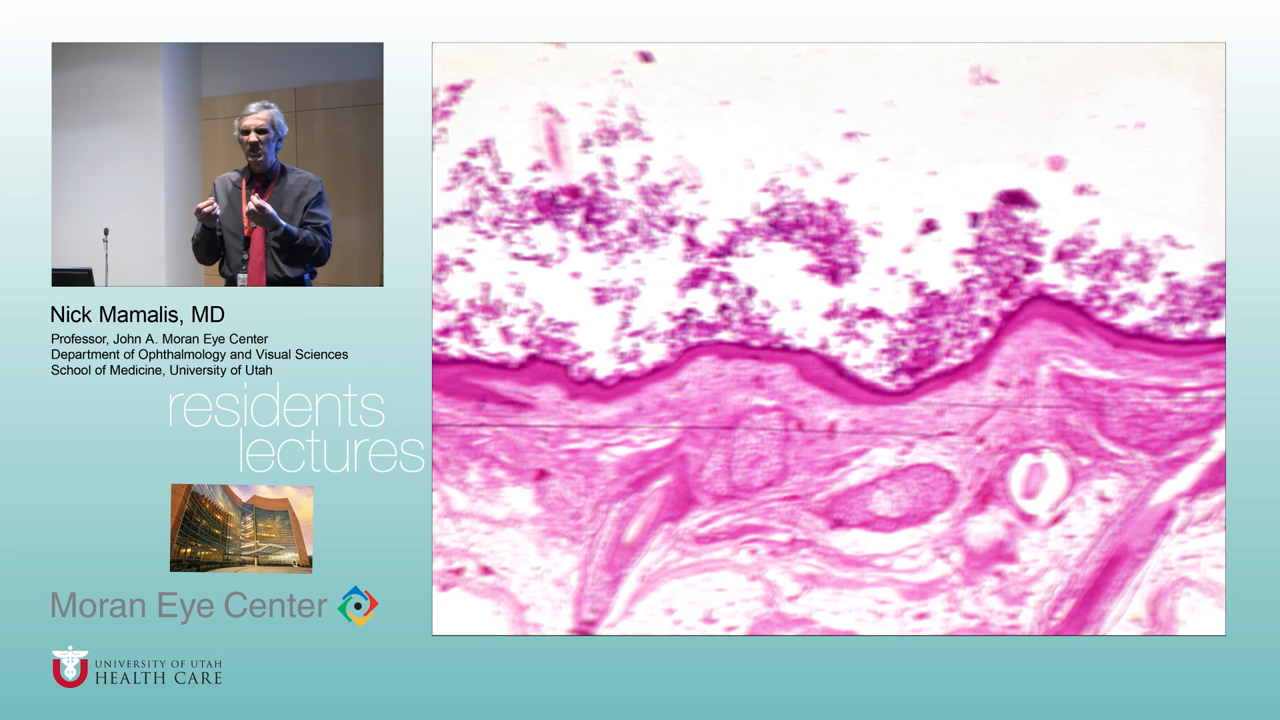 Nick Mamalis, MD
Professor, John A. Moran Eye Center
Department of Ophthalmology and Visual Sciences
School of Medicine, University of Utah
residents
lectures
Moran Eye Center
UNIVERSITY OF UTAH
HEALTH CARE